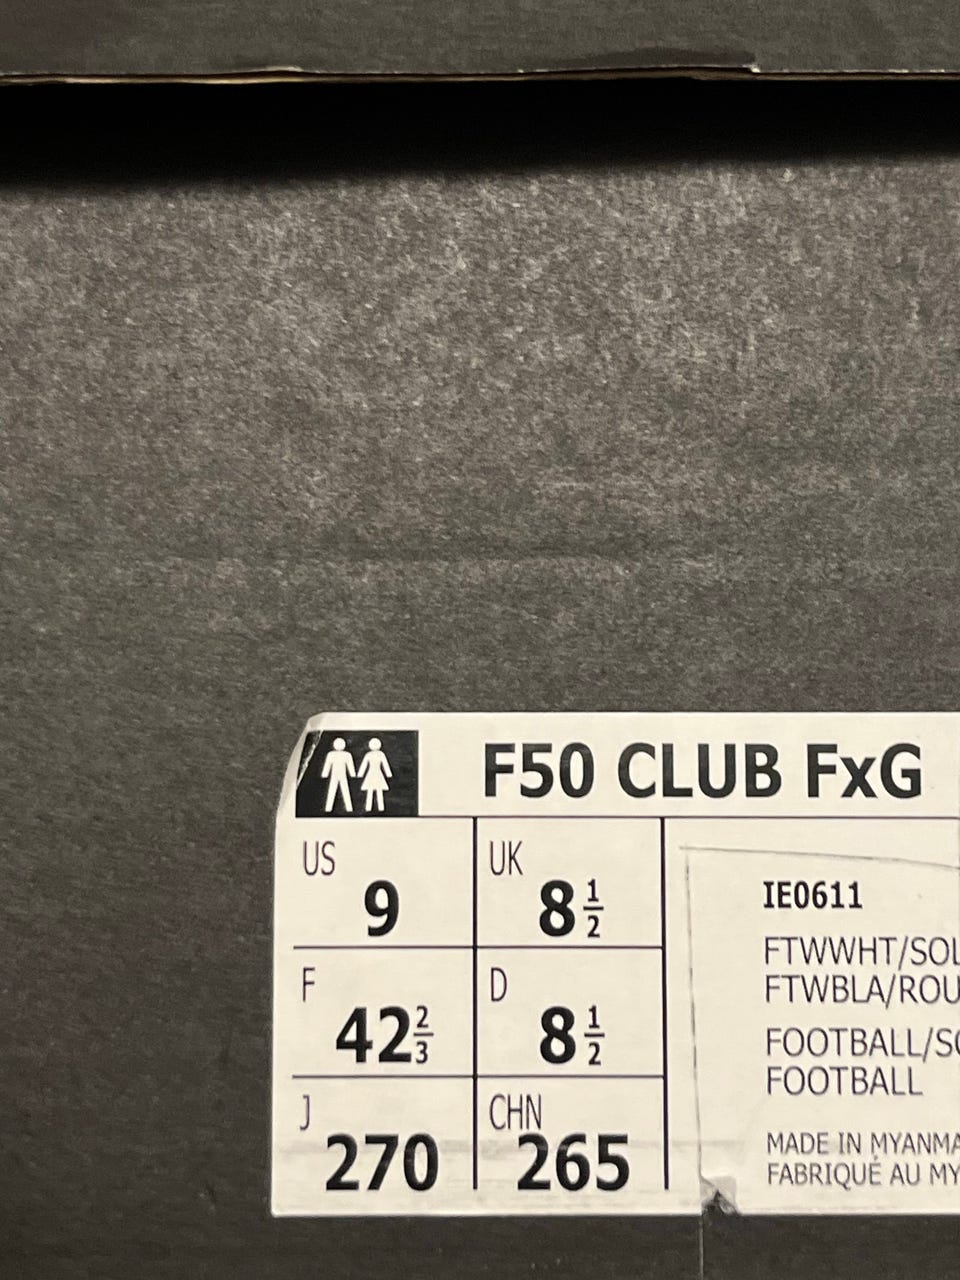 F50 CLUB FxG
US
9
UK
8 1/2
F
42 2/3
D
8 1/2
J
270
CHN
265
IE0611
FTWWHT/SOL
FTWBLA/ROU
FOOTBALL/SO
FOOTBALL
MADE IN MYANMA
FABRIQUÉ AU MY